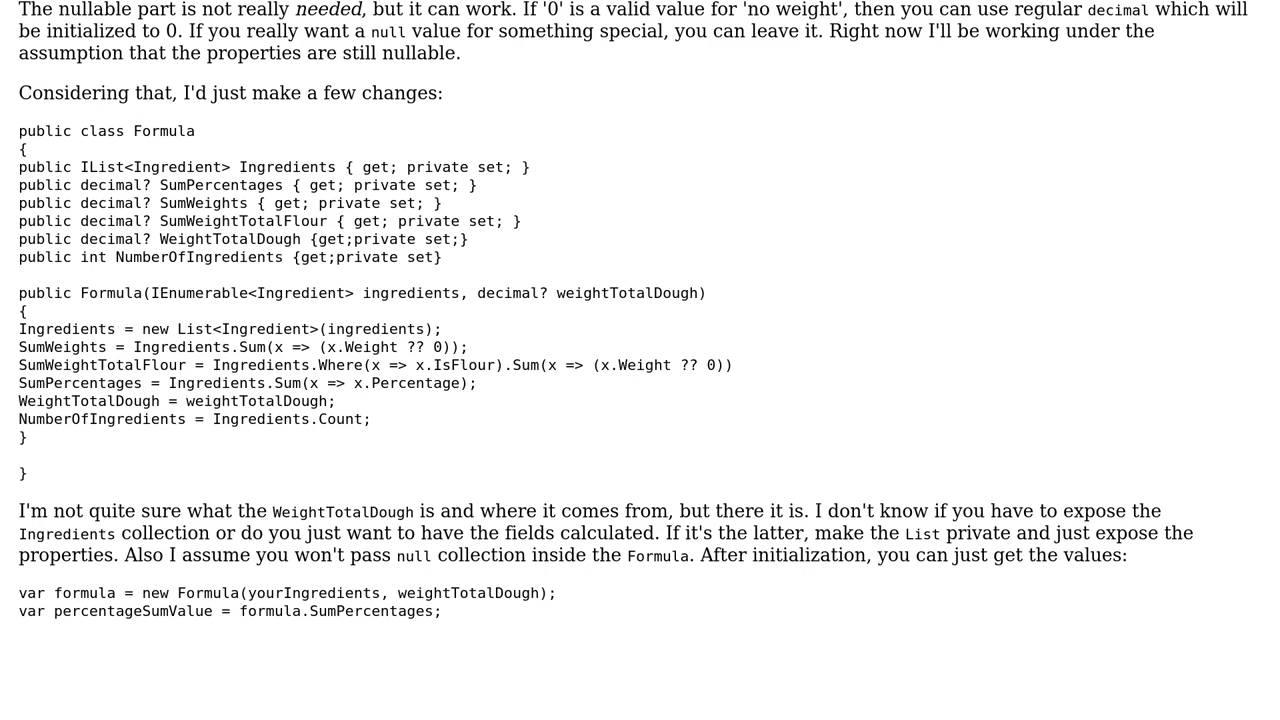 The nullable part is not really needed, but it can work. If '0' is a valid value for 'no weight', then you can use regular decimal which will
be initialized to 0. If you really want a null value for something special, you can leave it. Right now I'll be working under the
assumption that the properties are still nullable.
Considering that, I'd just make a few changes:
public class Formula
{
public IList<Ingredient> Ingredients { get; private set; }
public decimal? SumPercentages { get; private set; }
public decimal? SumWeights { get; private set; }
public decimal? SumWeightTotalFlour { get; private set; }
public decimal? WeightTotalDough {get;private set;}
public int NumberOfIngredients {get;private set}
public Formula(IEnumerable<Ingredient> ingredients, decimal? weightTotalDough)
{
Ingredients = new List<Ingredient>(ingredients);
SumWeights = Ingredients.Sum(x => (x.Weight ?? 0));
SumWeightTotalFlour = Ingredients.Where(x => x.IsFlour).Sum(x => (x.Weight ?? 0))
SumPercentages = Ingredients.Sum(x => x.Percentage);
WeightTotalDough = weightTotalDough;
NumberOfIngredients = Ingredients.Count;
}
}
I'm not quite sure what the WeightTotalDough is and where it comes from, but there it is. I don't know if you have to expose the
Ingredients collection or do you just want to have the fields calculated. If it's the latter, make the List private and just expose the
properties. Also I assume you won't pass null collection inside the Formula. After initialization, you can just get the values:
var formula = new Formula(yourIngredients, weightTotalDough);
var percentageSumValue = formula.SumPercentages;